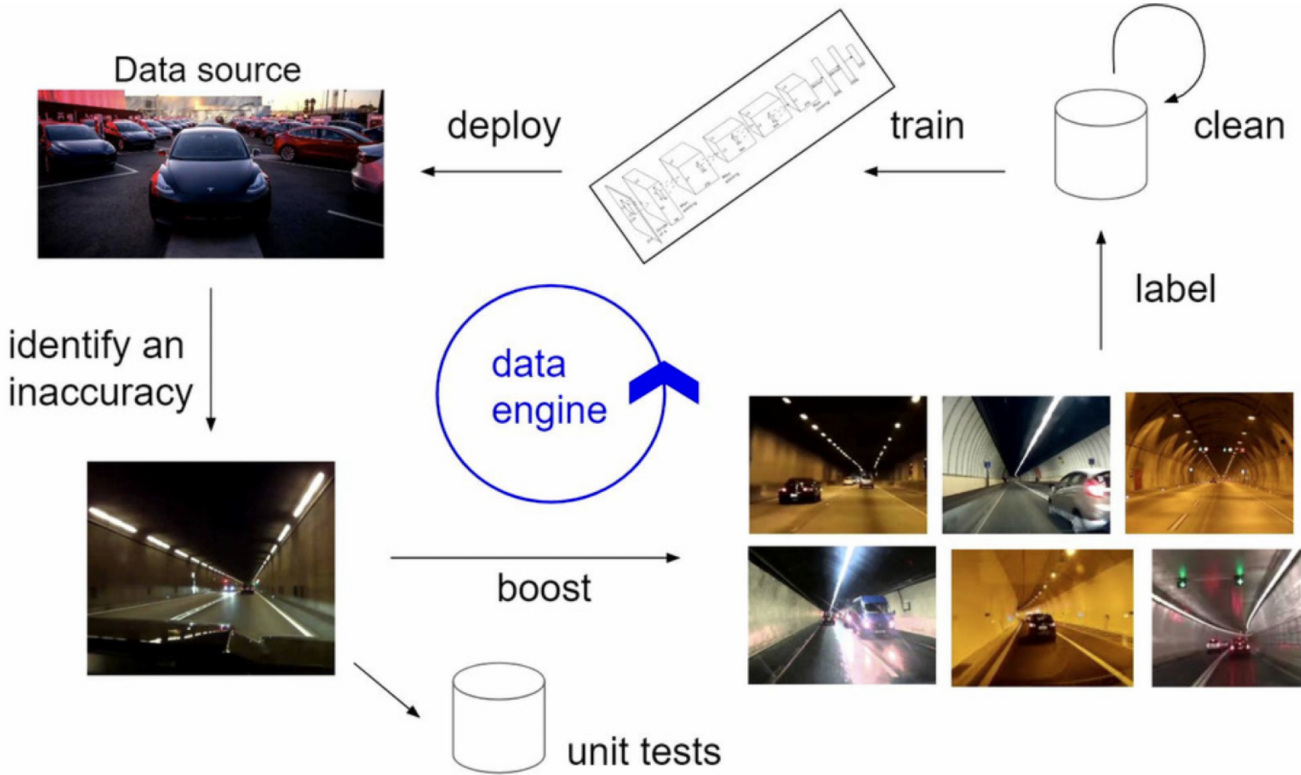 Data source
deploy
train
clean
label
identify an
inaccuracy
data
engine
boost
unit tests